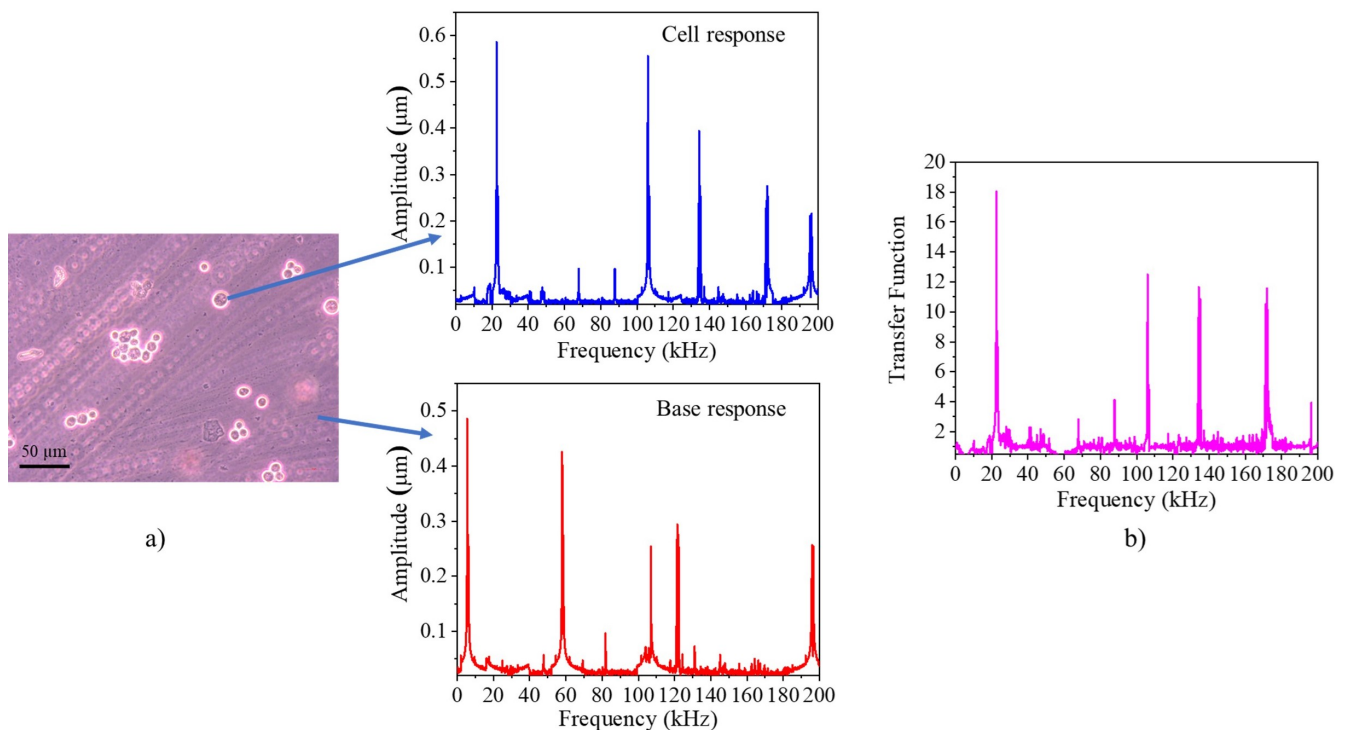 50 μm
a)
Cell response
Amplitude (μm)
0.6
0.5
0.4
0.3
0.2
0.1
0 20 40 60 80 100 120 140 160 180 200
Frequency (kHz)
Base response
Amplitude (μm)
0.5
0.4
0.3
0.2
0.1
0 20 40 60 80 100 120 140 160 180 200
Frequency (kHz)
Transfer Function
20
18
16
14
12
10
8
6
4
2
0 20 40 60 80 100 120 140 160 180 200
Frequency (kHz)
b)